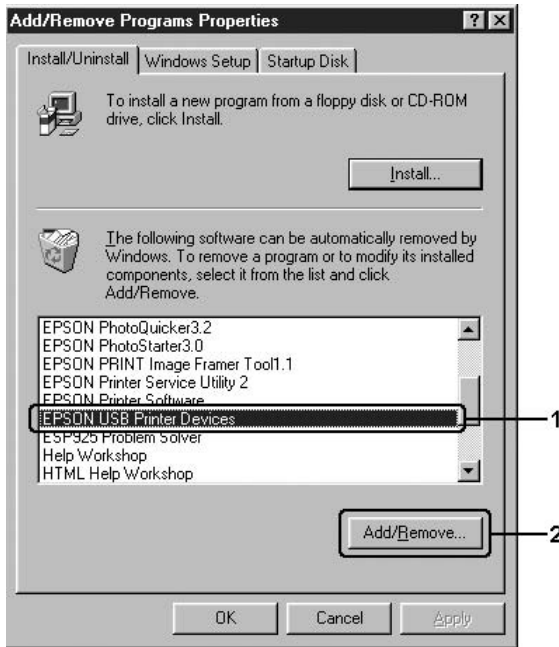 Add/Remove Programs Properties
Install/Uninstall
Windows Setup
Startup Disk
To install a new program from a floppy disk or CD-ROM
drive, click Install.
Install...
The following software can be automatically removed by
Windows. To remove a program or to modify its installed
components, select it from the list and click
Add/Remove.
EPSON PhotoQuicker3.2
EPSON PhotoStarter3.0
EPSON PRINT Image Framer Tool1.1
EPSON Printer Service Utility 2
EPSON Printer Software
EPSON USB Printer Devices
1
ESP925 Problem Solver
Help Workshop
HTML Help Workshop
Add/Remove...
2
OK
Cancel
Apply